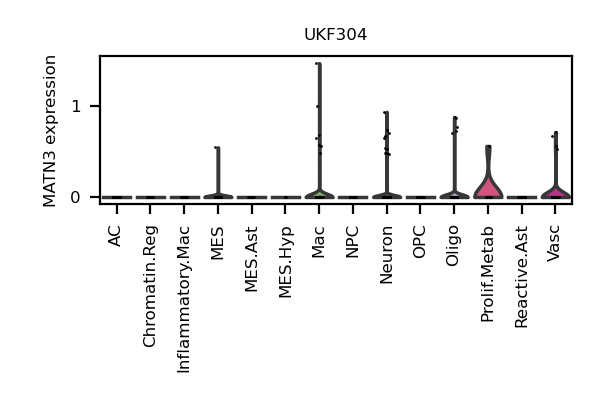 UKF304
MATN3 expression
1
0
AC
Chromatin.Reg
Inflammatory.Mac
MES
MES.Ast
MES.Hyp
Mac
NPC
Neuron
OPC
Oligo
Prolif.Metab
Reactive.Ast
Vasc